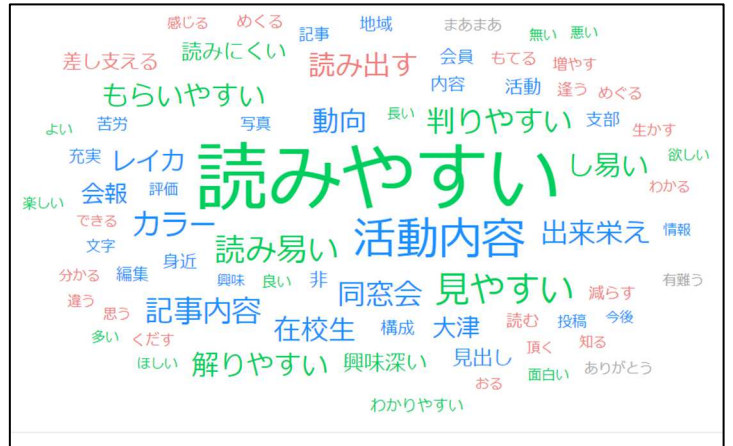 感じる めくる 記事 地域 まあまあ 無い 悪い
差し支える 読みにくい 読み出す 会員 もてる 増やす
もらいやすい 内容 活動 違う めぐる
よい 苦労 写真 動向 長い 判りやすい 支部 生かす
充実 レイカ 読みやすい し易い 欲しい
楽しい 会報 評価 わかる
できる カラー 活動内容 出来栄え 情報
文字 身近 読み易い
分かる 編集 興味 良い 非 同窓会 見やすい 減らす 有難う
違う 思う 記事内容 在校生 構成 大津 読む 投稿 今後
多い くだす 頂く 知る
ほしい 解りやすい 興味深い 見出し おる 面白い ありがとう
わかりやすい